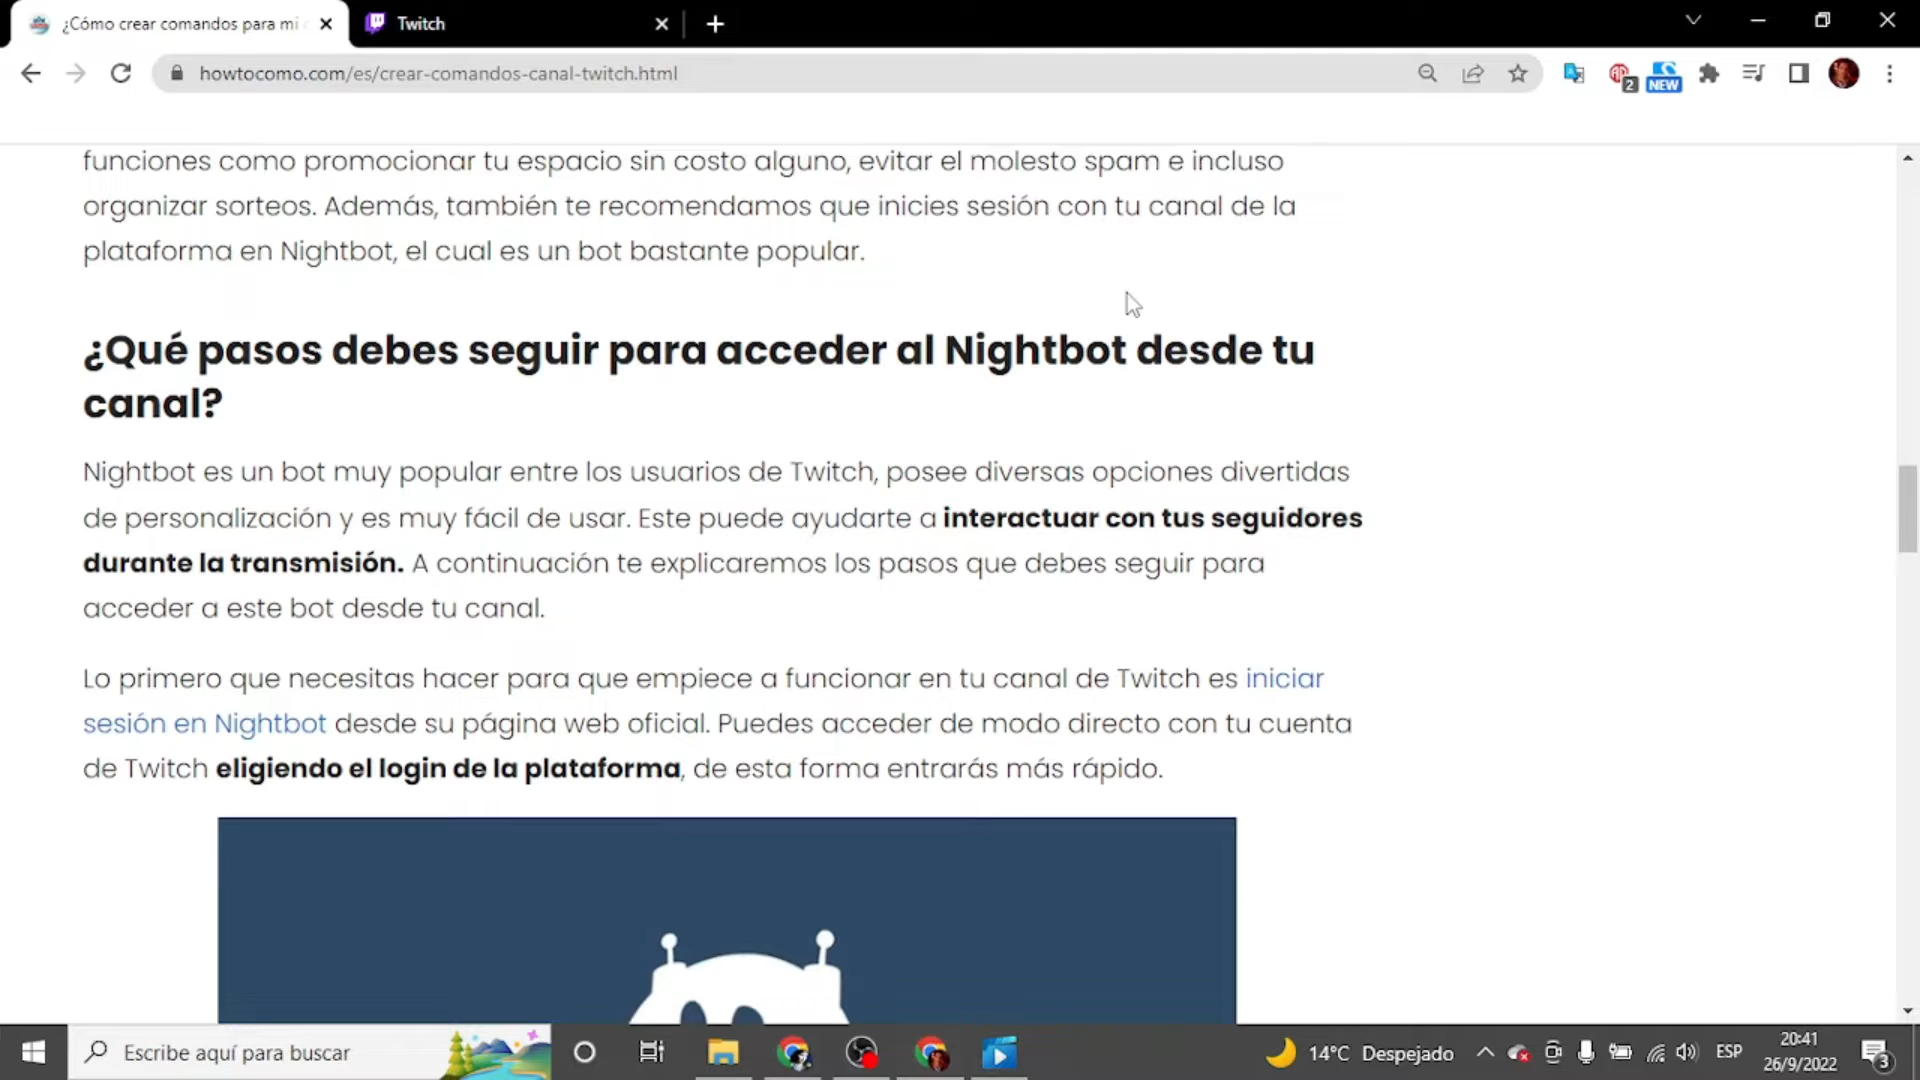 ¿Cómo crear comandos para mi
Twitch
howtocomo.com/es/crear-comandos-canal-twitch.html
2
NEW
funciones como promocionar tu espacio sin costo alguno, evitar el molesto spam e incluso
organizar sorteos. Además, también te recomendamos que inicies sesión con tu canal de la
plataforma en Nightbot, el cual es un bot bastante popular.
¿Qué pasos debes seguir para acceder al Nightbot desde tu
canal?
Nightbot es un bot muy popular entre los usuarios de Twitch, posee diversas opciones divertidas
de personalización y es muy fácil de usar. Este puede ayudarte a interactuar con tus seguidores
durante la transmisión. A continuación te explicaremos los pasos que debes seguir para
acceder a este bot desde tu canal.
Lo primero que necesitas hacer para que empiece a funcionar en tu canal de Twitch es iniciar
sesión en Nightbot desde su página web oficial. Puedes acceder de modo directo con tu cuenta
de Twitch eligiendo el login de la plataforma, de esta forma entrarás más rápido.
Escribe aquí para buscar
14°C Despejado
ESP
20:41
26/9/2022
3